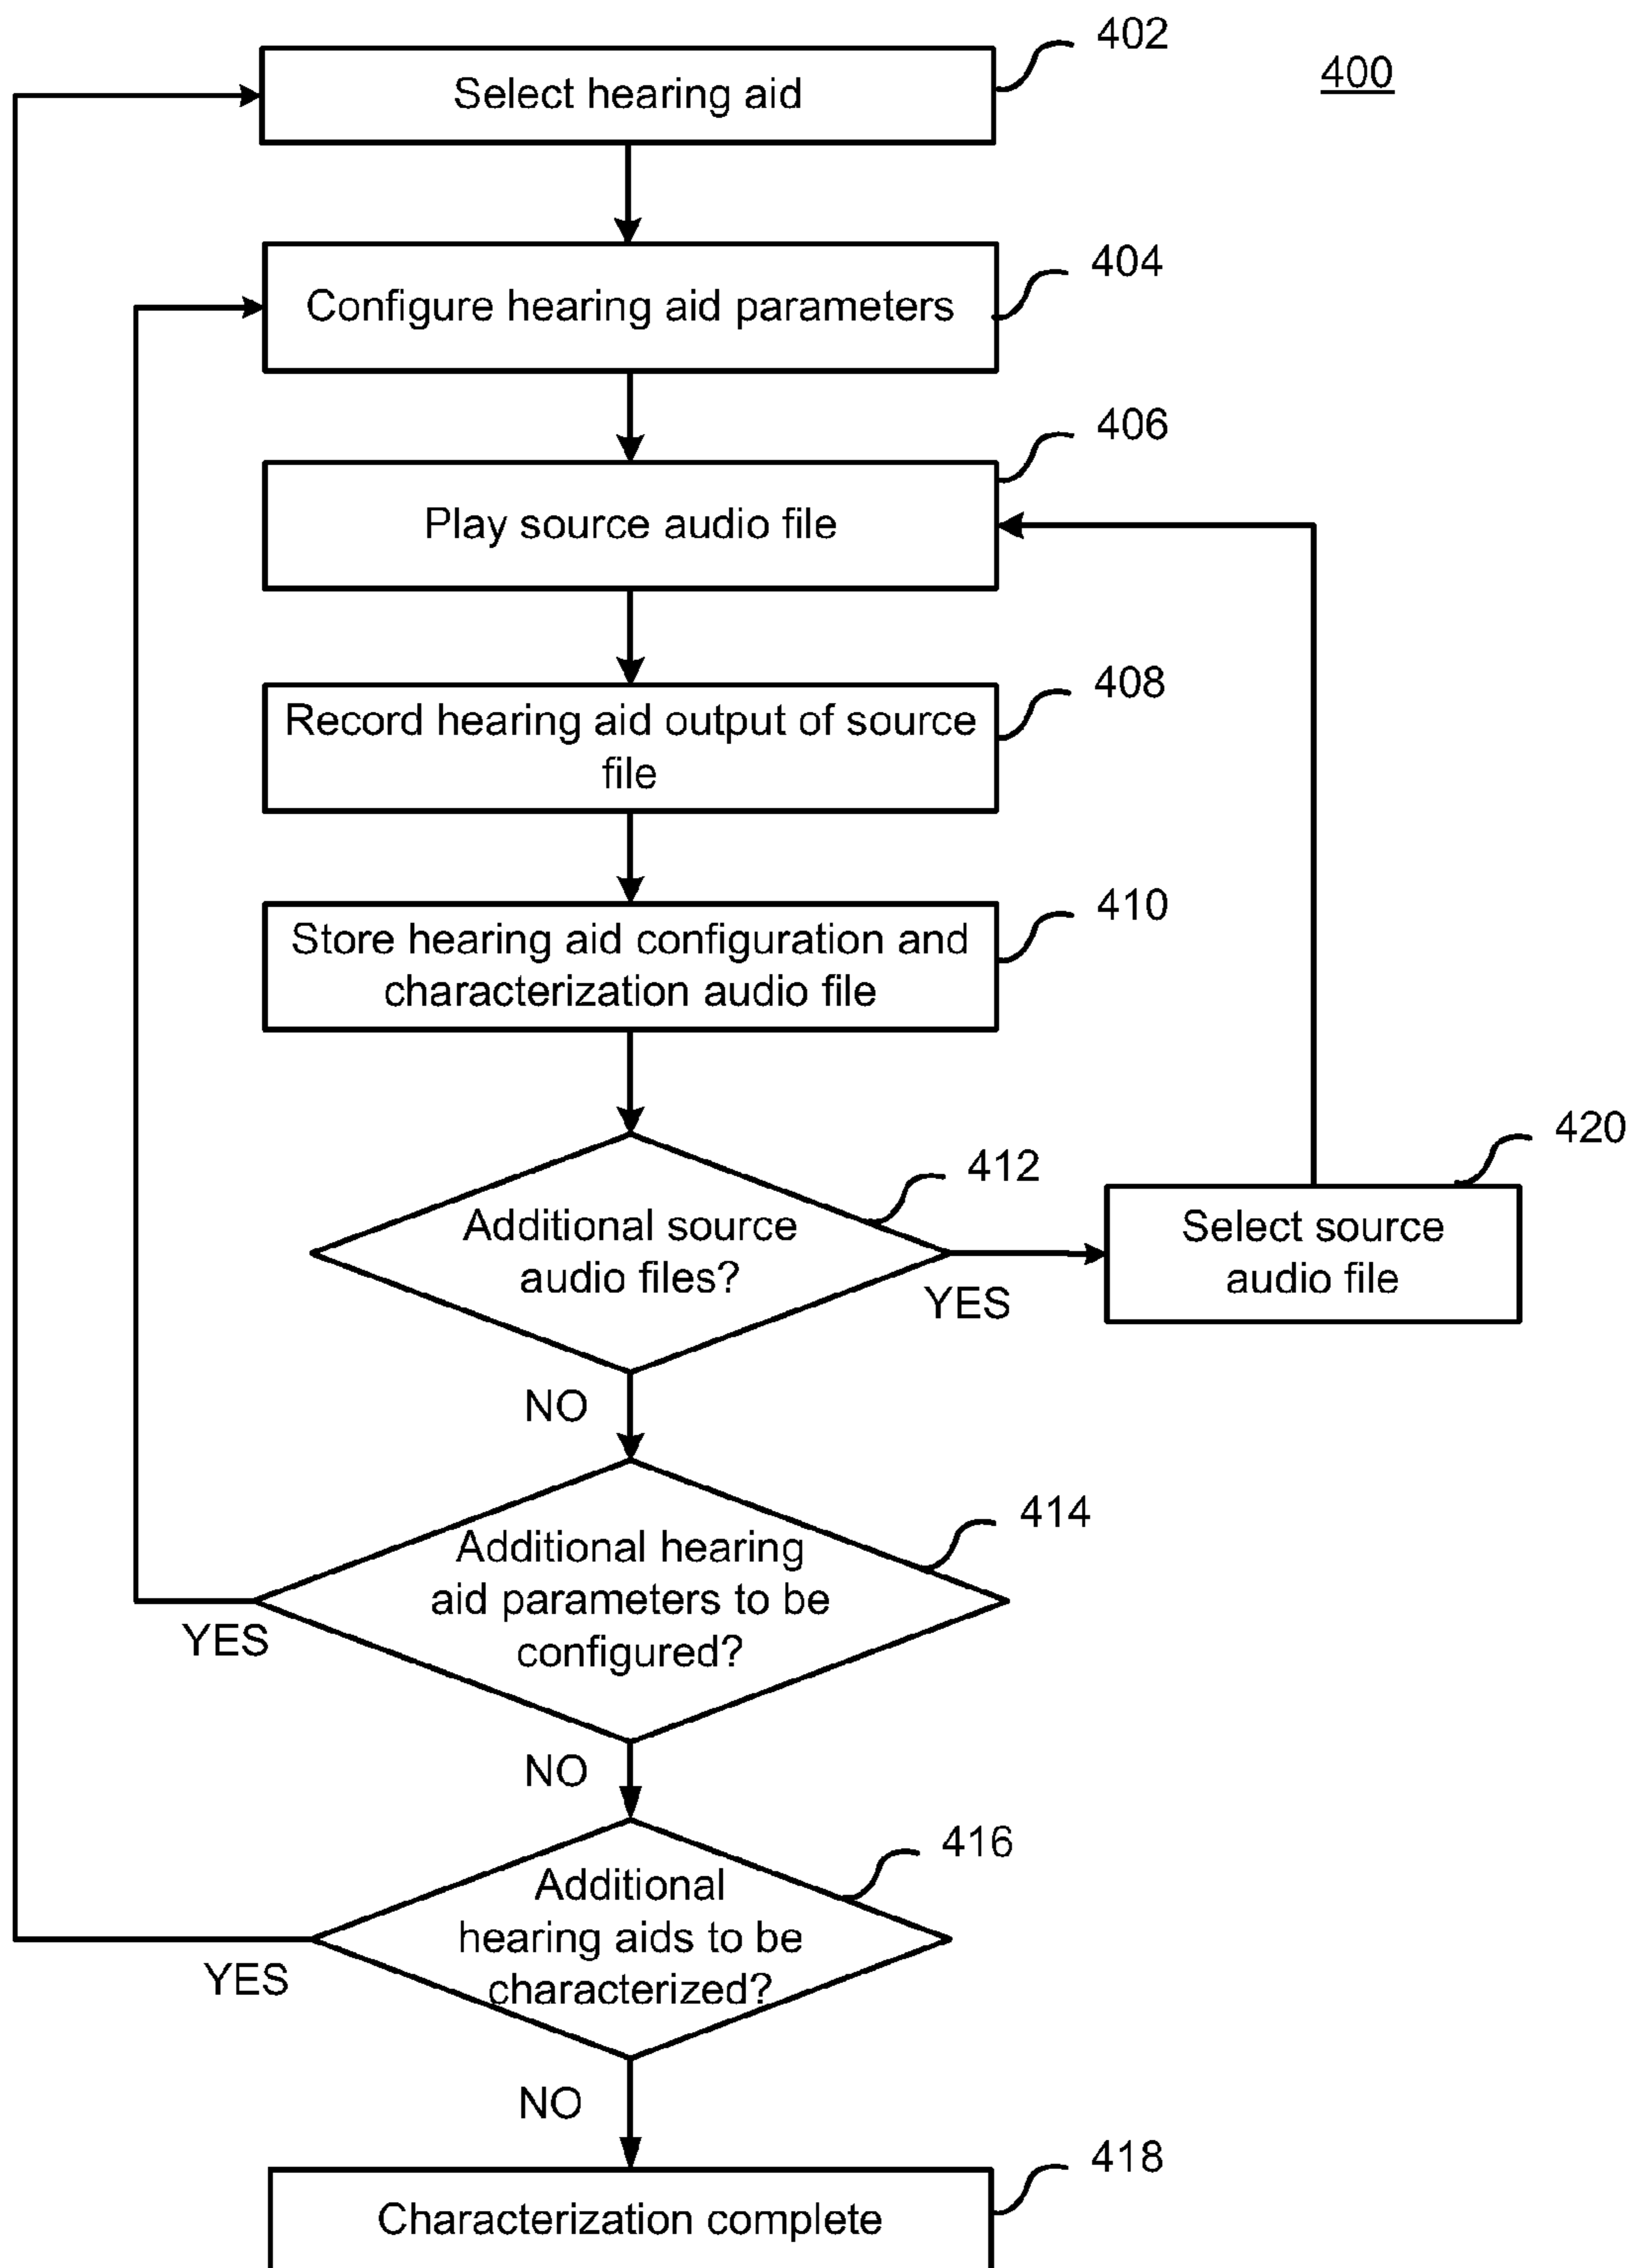 402
400
Select hearing aid
404
Configure hearing aid parameters
406
Play source audio file
408
Record hearing aid output of source
file
410
Store hearing aid configuration and
characterization audio file
412
Additional source
audio files?
YES
420
Select source
audio file
NO
414
Additional hearing
aid parameters to be
configured?
YES
NO
416
Additional
hearing aids to be
characterized?
YES
NO
418
Characterization complete